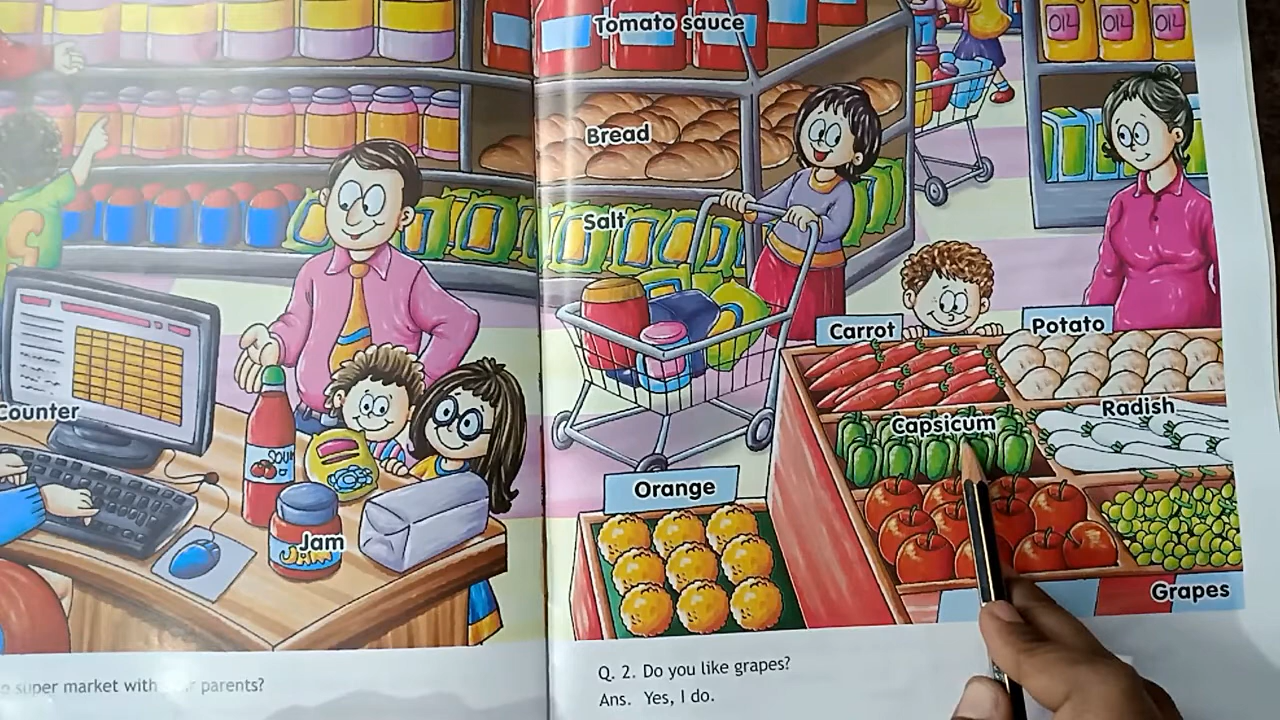 Tomato sauce
OIL OIL OIL
Bread
Salt
Carrot
Potato
Counter
Capsicum
Radish
Orange
Jam
JAM
Grapes
super market with parents?
Q. 2. Do you like grapes?
Ans. Yes, I do.